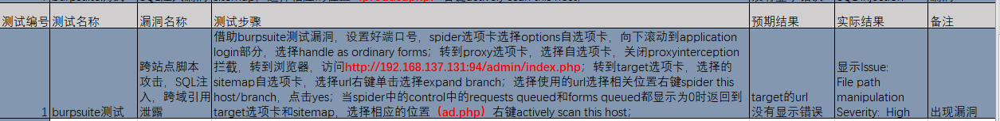 测试编号 测试名称 漏洞名称 测试步骤 预期结果 实际结果 备注
借助burpsuite测试漏洞，设置好端口号，spider选项卡选择options自选项卡，向下滚动到application
login部分，选择handle as ordinary forms；转到proxy选项卡，选择自选项卡，关闭proxyinterception
拦截，转到浏览器，访问http://192.168.137.131:94/admin/index.php；转到target选项卡，选择的
sitemap自选项卡，选择url右键单击选择expand branch；选择使用的url选择相关位置右键spider this
host/branch，点击yes；当spider中的control中的requests queued和forms queued都显示为0时返回到
target选项卡和sitemap，选择相应的位置（ad.php）右键actively scan this host;
1 burpsuite测试
跨站点脚本
攻击，SQL注
入，跨域引用
泄露
target的url
没有显示错误
显示Issue:
File path
manipulation
Severity: High
出现漏洞